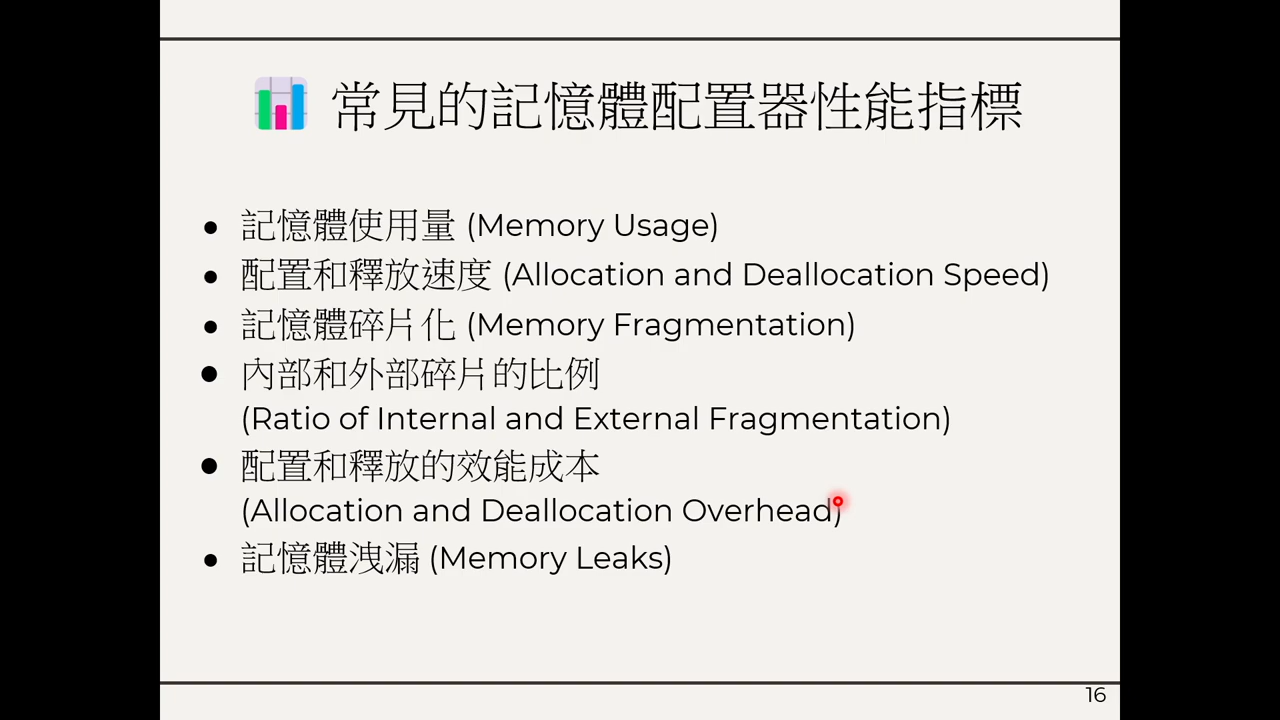 常見的記憶體配置器性能指標
● 記憶體使用量 (Memory Usage)
● 配置和釋放速度 (Allocation and Deallocation Speed)
● 記憶體碎片化 (Memory Fragmentation)
● 內部和外部碎片的比例
(Ratio of Internal and External Fragmentation)
● 配置和釋放的效能成本
(Allocation and Deallocation Overhead)
● 記憶體洩漏 (Memory Leaks)
16